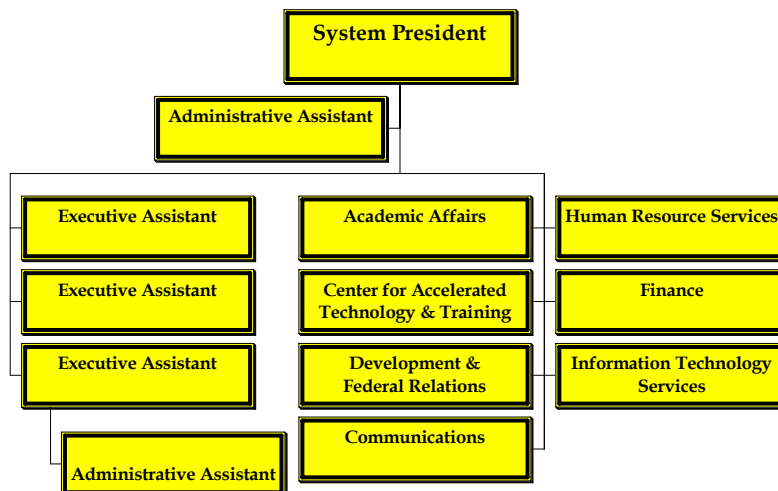 System President
Administrative Assistant
Executive Assistant
Academic Affairs
Human Resource Services
Executive Assistant
Center for Accelerated
Technology & Training
Finance
Executive Assistant
Development &
Federal Relations
Information Technology
Services
Communications
Administrative Assistant